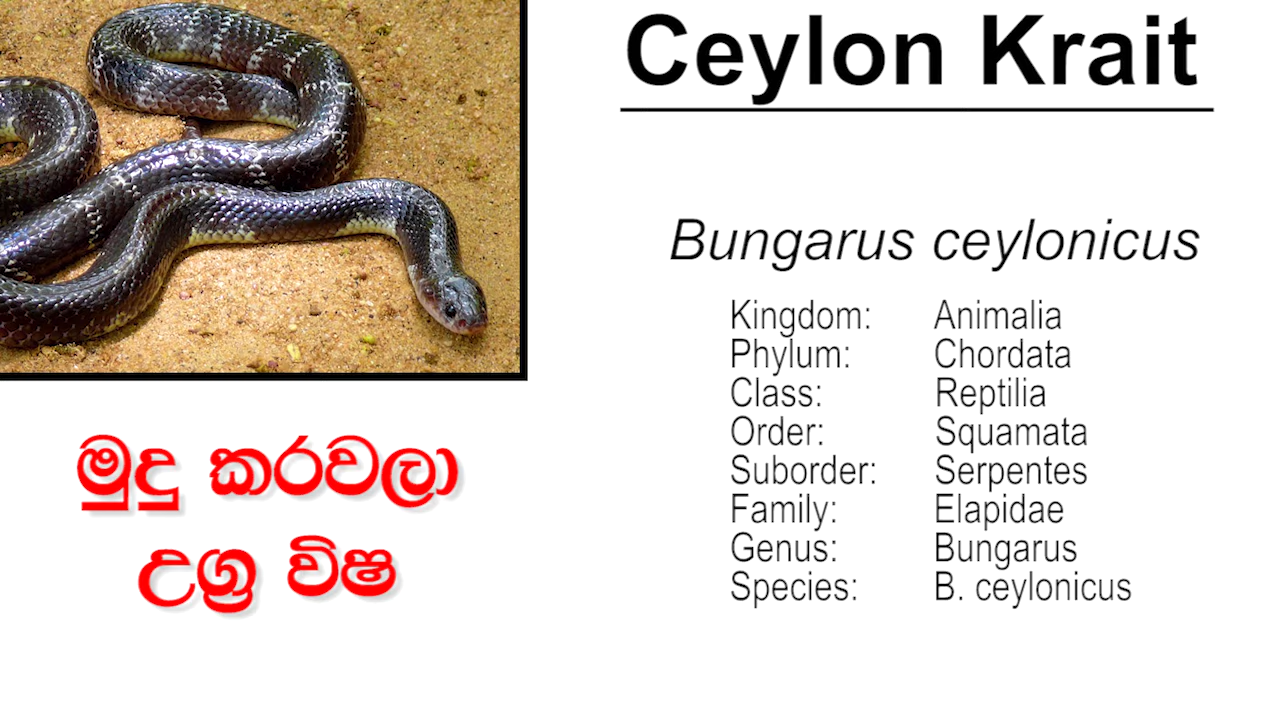 Ceylon Krait
Bungarus ceylonicus
Kingdom: Animalia
Phylum: Chordata
Class: Reptilia
Order: Squamata
Suborder: Serpentes
Family: Elapidae
Genus: Bungarus
Species: B. ceylonicus
මුදු කරවලා
උග්‍ර විෂ